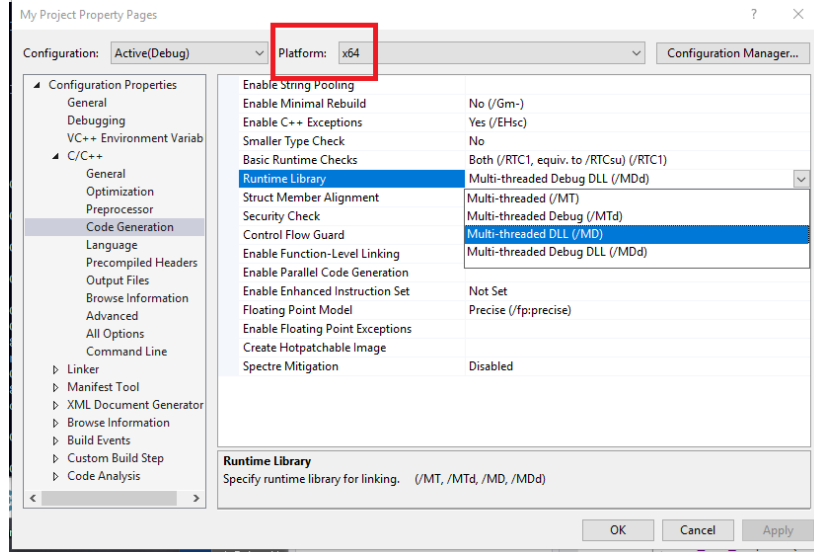 My Project Property Pages ? ×
Configuration: Active(Debug) Platform: x64 Configuration Manager...
Configuration Properties
General
Debugging
VC++ Environment Variab
C/C++
General
Optimization
Preprocessor
Code Generation
Language
Precompiled Headers
Output Files
Browse Information
Advanced
All Options
Command Line
Linker
Manifest Tool
XML Document Generator
Browse Information
Build Events
Custom Build Step
Code Analysis
Enable String Pooling
Enable Minimal Rebuild No (/Gm-)
Enable C++ Exceptions Yes (/EHsc)
Smaller Type Check No
Basic Runtime Checks Both (/RTC1, equiv. to /RTCsu) (/RTC1)
Runtime Library Multi-threaded Debug DLL (/MDd)
Struct Member Alignment Multi-threaded (/MT)
Security Check Multi-threaded Debug (/MTd)
Control Flow Guard Multi-threaded DLL (/MD)
Enable Function-Level Linking Multi-threaded Debug DLL (/MDd)
Enable Parallel Code Generation
Enable Enhanced Instruction Set Not Set
Floating Point Model Precise (/fp:precise)
Enable Floating Point Exceptions
Create Hotpatchable Image
Spectre Mitigation Disabled
Runtime Library
Specify runtime library for linking. (/MT, /MTd, /MD, /MDd)
OK Cancel Apply